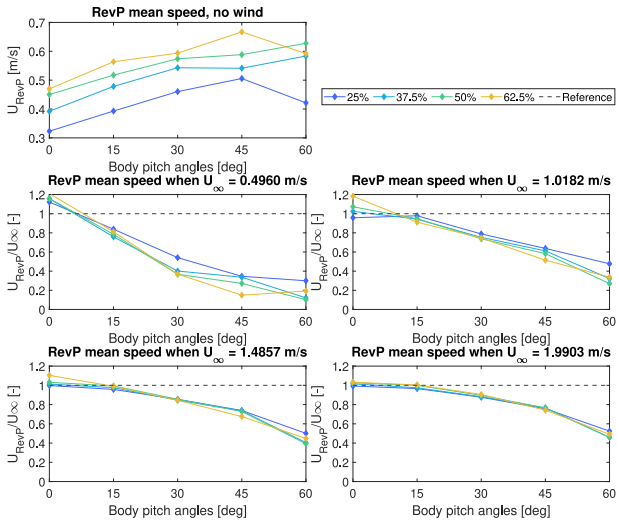 RevP mean speed, no wind
U_RevP [m/s]
0.7
0.6
0.5
0.4
0.3
0 15 30 45 60
Body pitch angles [deg]
25% 37.5% 50% 62.5% Reference
RevP mean speed when U_∞ = 0.4960 m/s
U_RevP/U∞ [-]
1.2
1
0.8
0.6
0.4
0.2
0
0 15 30 45 60
Body pitch angles [deg]
RevP mean speed when U_∞ = 1.0182 m/s
U_RevP/U∞ [-]
1.2
1
0.8
0.6
0.4
0.2
0
0 15 30 45 60
Body pitch angles [deg]
RevP mean speed when U_∞ = 1.4857 m/s
U_RevP/U∞ [-]
1.2
1
0.8
0.6
0.4
0.2
0
0 15 30 45 60
Body pitch angles [deg]
RevP mean speed when U_∞ = 1.9903 m/s
U_RevP/U∞ [-]
1.2
1
0.8
0.6
0.4
0.2
0
0 15 30 45 60
Body pitch angles [deg]